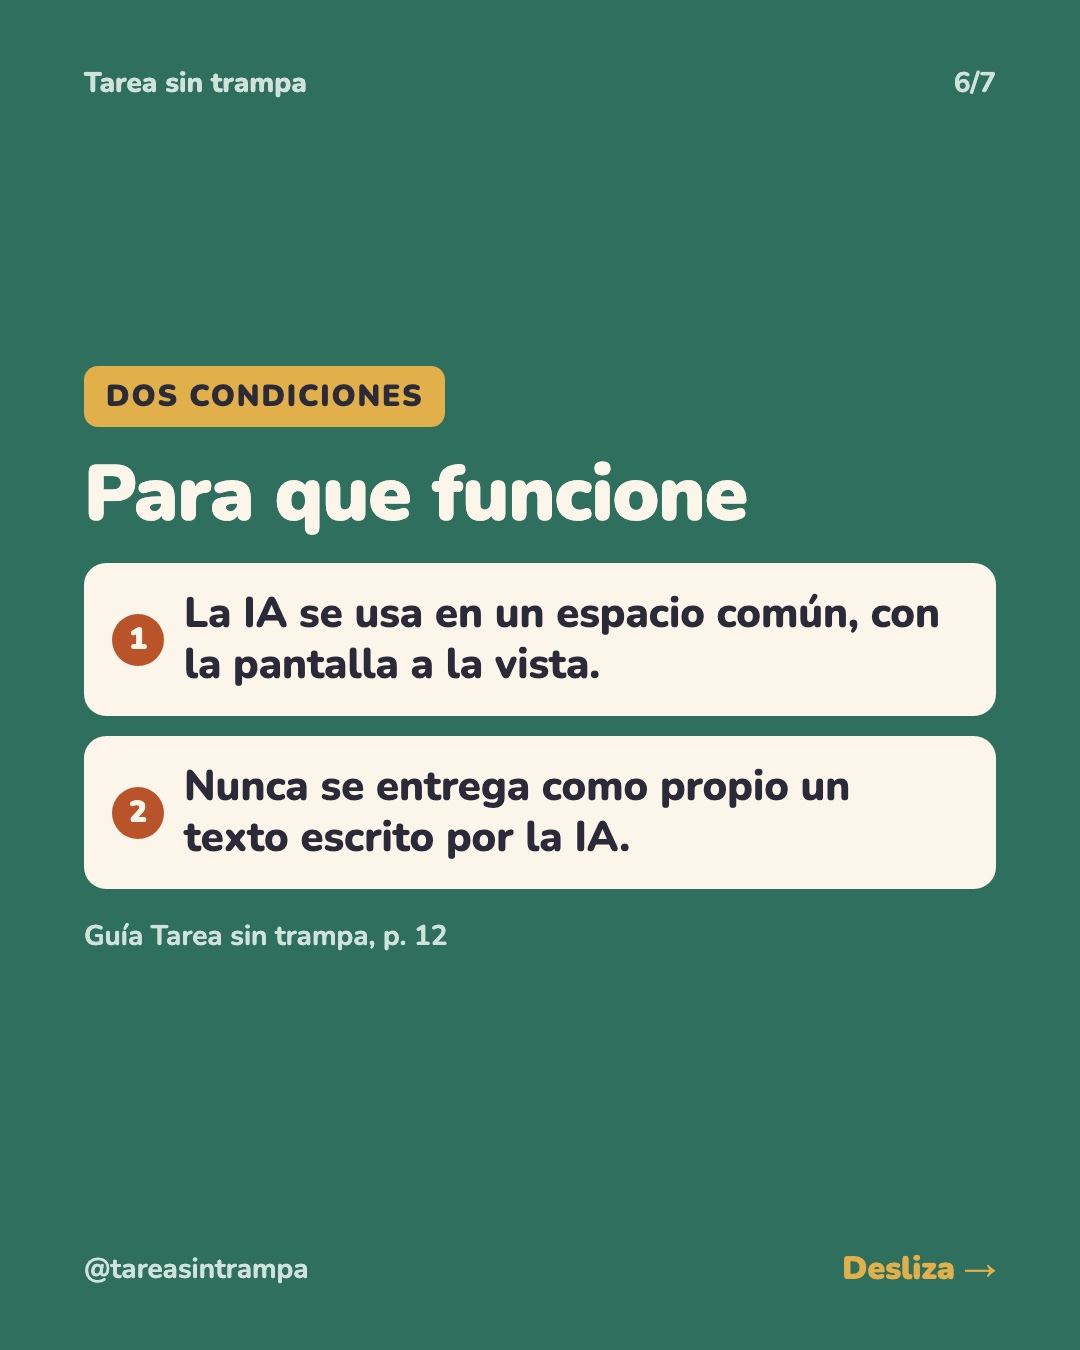 Tarea sin trampa
6/7
DOS CONDICIONES
Para que funcione
1
La IA se usa en un espacio común, con
la pantalla a la vista.
2
Nunca se entrega como propio un
texto escrito por la IA.
Guía Tarea sin trampa, p. 12
@tareasintrampa
Desliza →